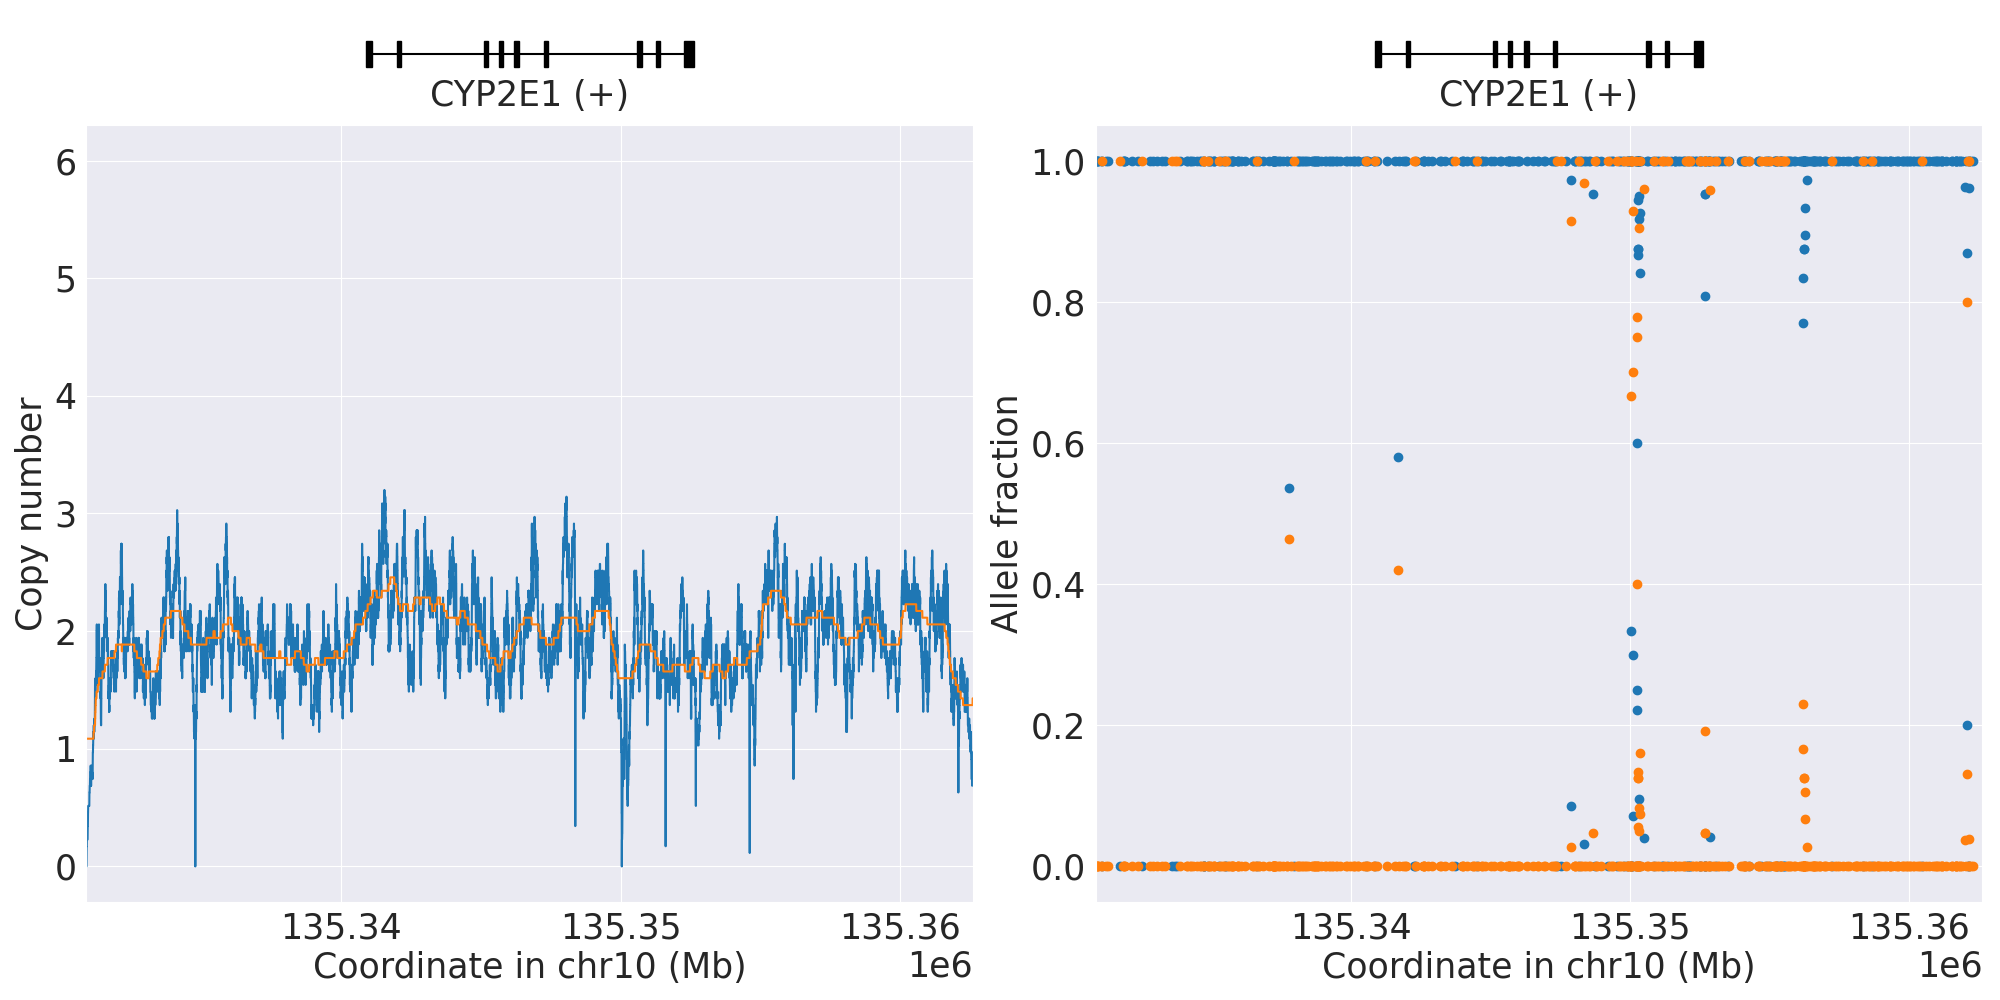 CYP2E1 (+)
6
5
4
3
2
1
0
Copy number
135.34 135.35 135.36
Coordinate in chr10 (Mb)
1e6
CYP2E1 (+)
1.0
0.8
0.6
0.4
0.2
0.0
Allele fraction
135.34 135.35 135.36
Coordinate in chr10 (Mb)
1e6